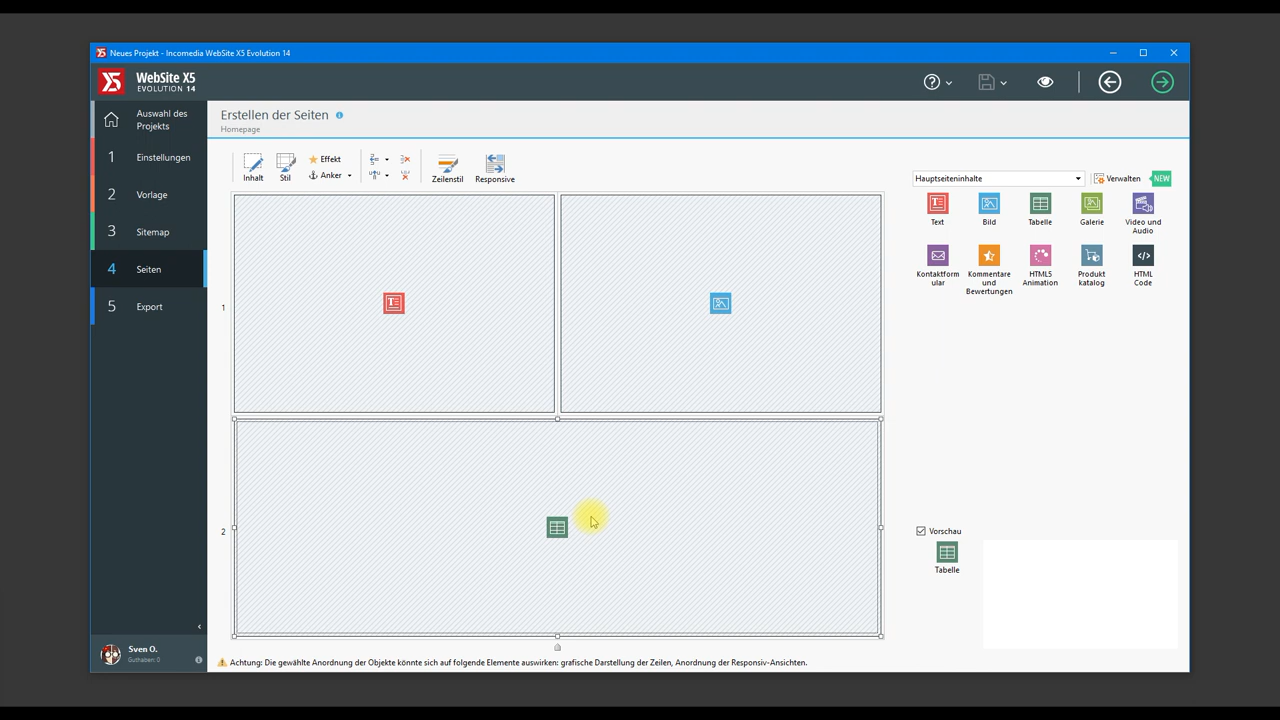 Neues Projekt - Incomedia WebSite X5 Evolution 14
WebSite X5
EVOLUTION 14
Auswahl des
Projekts
1 Einstellungen
2 Vorlage
3 Sitemap
4 Seiten
5 Export
Sven O.
Guthaben: 0
Erstellen der Seiten
Homepage
Inhalt
Stil
Effekt
Anker
Zeilenstil
Responsive
1
2
Hauptseiteninhalte
Verwalten
NEW
Text
Bild
Tabelle
Galerie
Video und
Audio
Kontaktform
ular
Kommentare
und
Bewertungen
HTML5
Animation
Produkt
katalog
HTML
Code
Vorschau
Tabelle
Achtung: Die gewählte Anordnung der Objekte könnte sich auf folgende Elemente auswirken: grafische Darstellung der Zeilen, Anordnung der Responsiv-Ansichten.